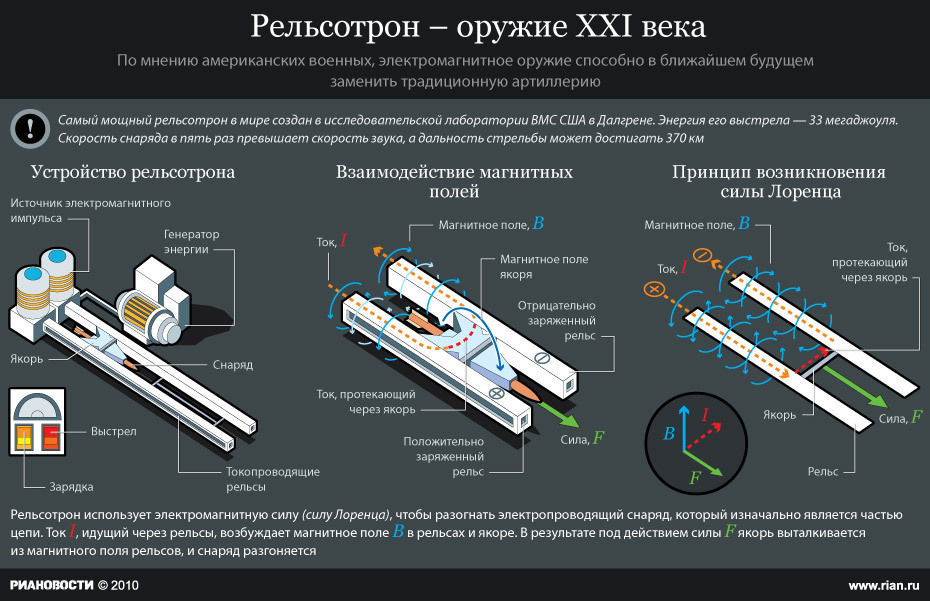 Рельсотрон – оружие XXI века
По мнению американских военных, электромагнитное оружие способно в ближайшем будущем
заменить традиционную артиллерию
!
Самый мощный рельсотрон в мире создан в исследовательской лаборатории ВМС США в Далгрене. Энергия его выстрела — 33 мегаджоуля.
Скорость снаряда в пять раз превышает скорость звука, а дальность стрельбы может достигать 370 км
Устройство рельсотрона
Источник электромагнитного
импульса
Генератор
энергии
Якорь
Снаряд
Выстрел
Зарядка
Токопроводящие
рельсы
Взаимодействие магнитных
полей
Магнитное поле, B
Ток, I
Магнитное поле
якоря
Отрицательно
заряженный
рельс
Ток, протекающий
через якорь
Сила, F
Положительно
заряженный
рельс
Принцип возникновения
силы Лоренца
Магнитное поле, B
Ток,
протекающий
через якорь
Ток, I
Якорь
Сила, F
B
I
F
Рельс
Рельсотрон использует электромагнитную силу (силу Лоренца), чтобы разогнать электропроводящий снаряд, который изначально является частью
цепи. Ток I, идущий через рельсы, возбуждает магнитное поле B в рельсах и якоре. В результате под действием силы F якорь выталкивается
из магнитного поля рельсов, и снаряд разгоняется
РИАНОВОСТИ © 2010
www.rian.ru